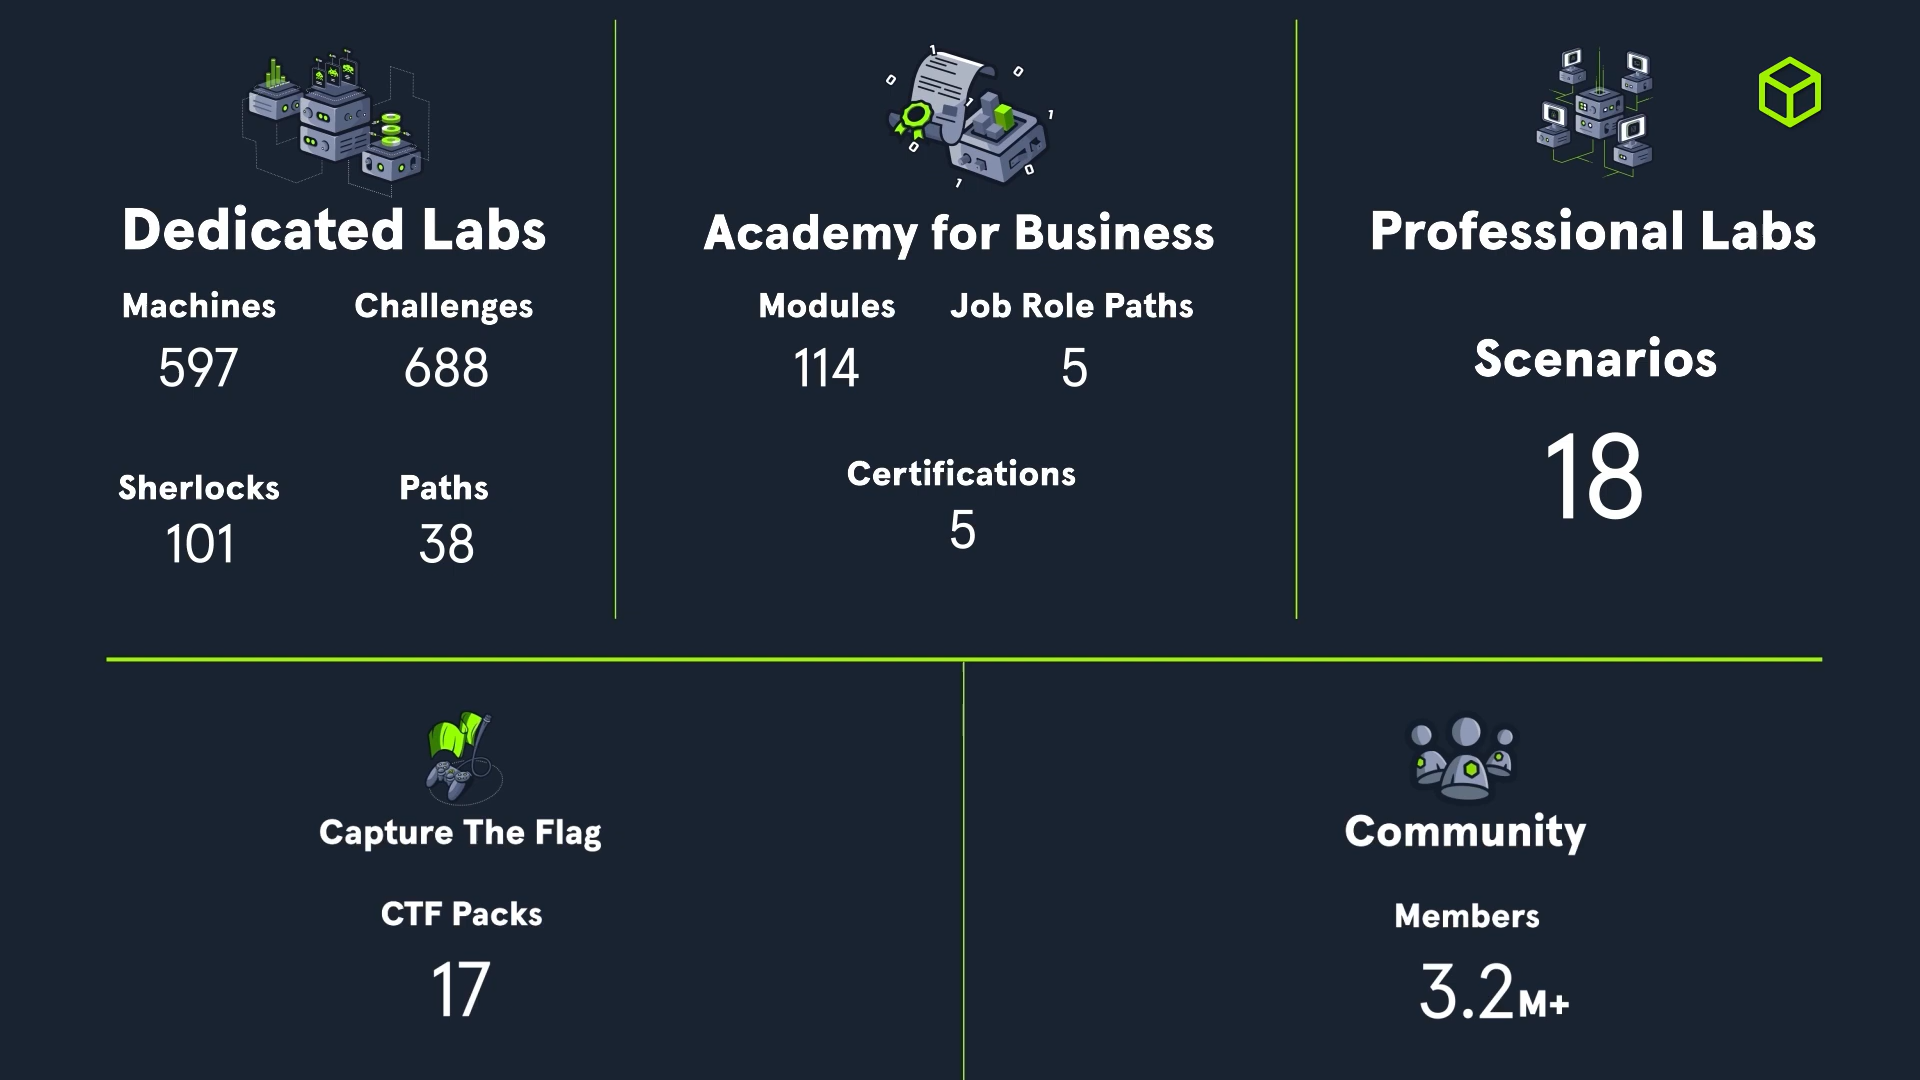 Dedicated Labs
Machines
Challenges
597
688
Sherlocks
Paths
101
38
Academy for Business
Modules
Job Role Paths
114
5
Certifications
5
Professional Labs
Scenarios
18
Capture The Flag
CTF Packs
17
Community
Members
3.2M+